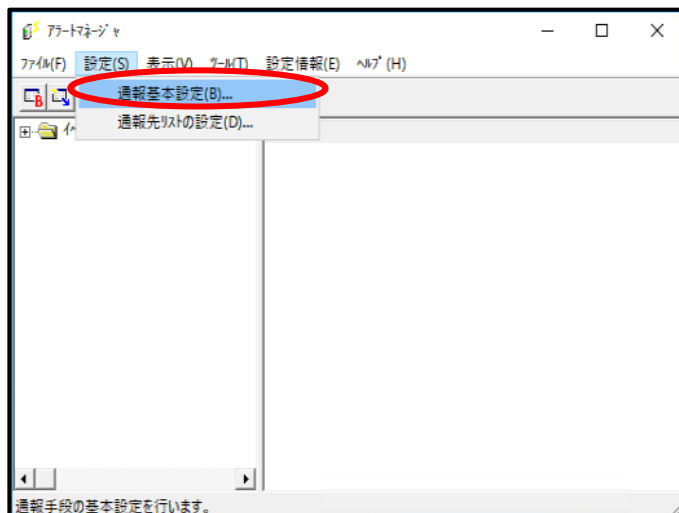 アラートマネージャ
ファイル(F) 設定(S) 表示(V) ツール(T) 設定情報(E) ヘルプ(H)
通報基本設定(B)...
通報先リストの設定(D)...
通報手段の基本設定を行います。